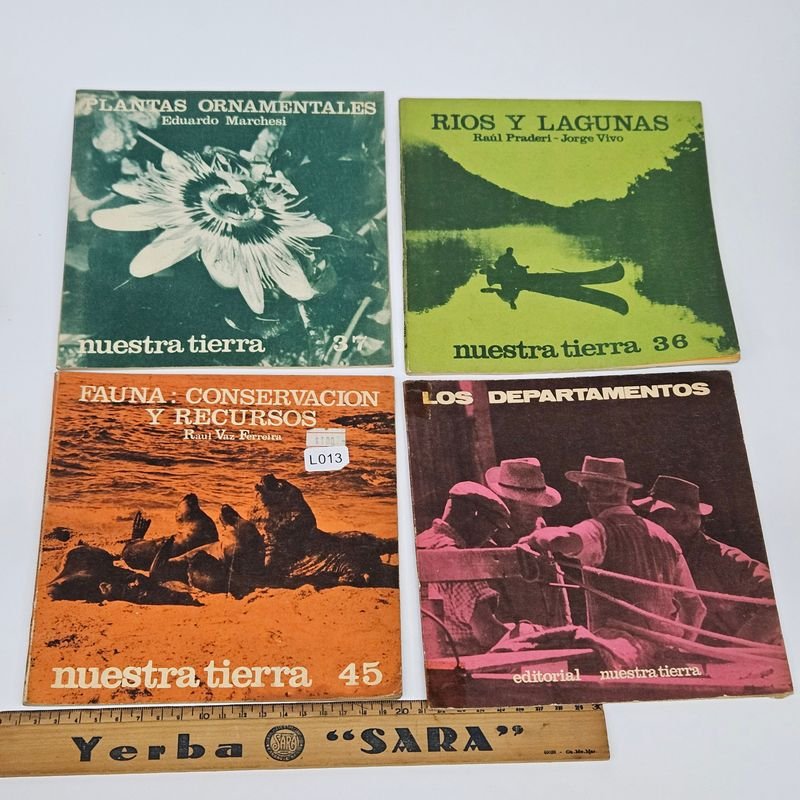 PLANTAS ORNAMENTALES
Eduardo Marchesi
nuestra tierra 37
RIOS Y LAGUNAS
Raúl Praderi - Jorge Vivo
nuestra tierra 36
FAUNA: CONSERVACION
Y RECURSOS
Raul Vaz-Ferreira
L013
nuestra tierra 45
LOS DEPARTAMENTOS
editorial nuestra tierra
Yerba SARA “SARA”